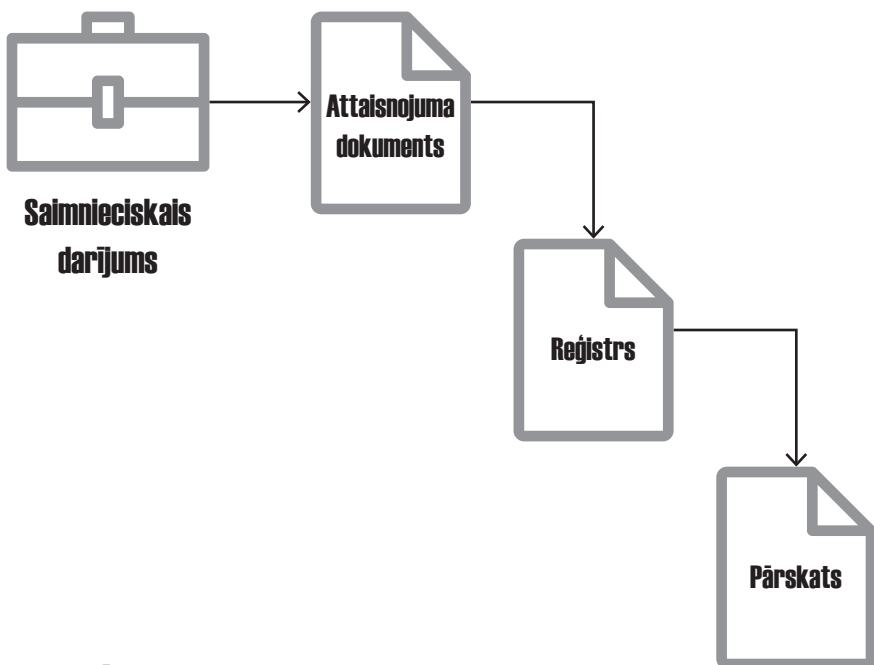 Attaisnojuma
dokuments
Saimnieciskais
darījums
Reģistrs
Pārskats